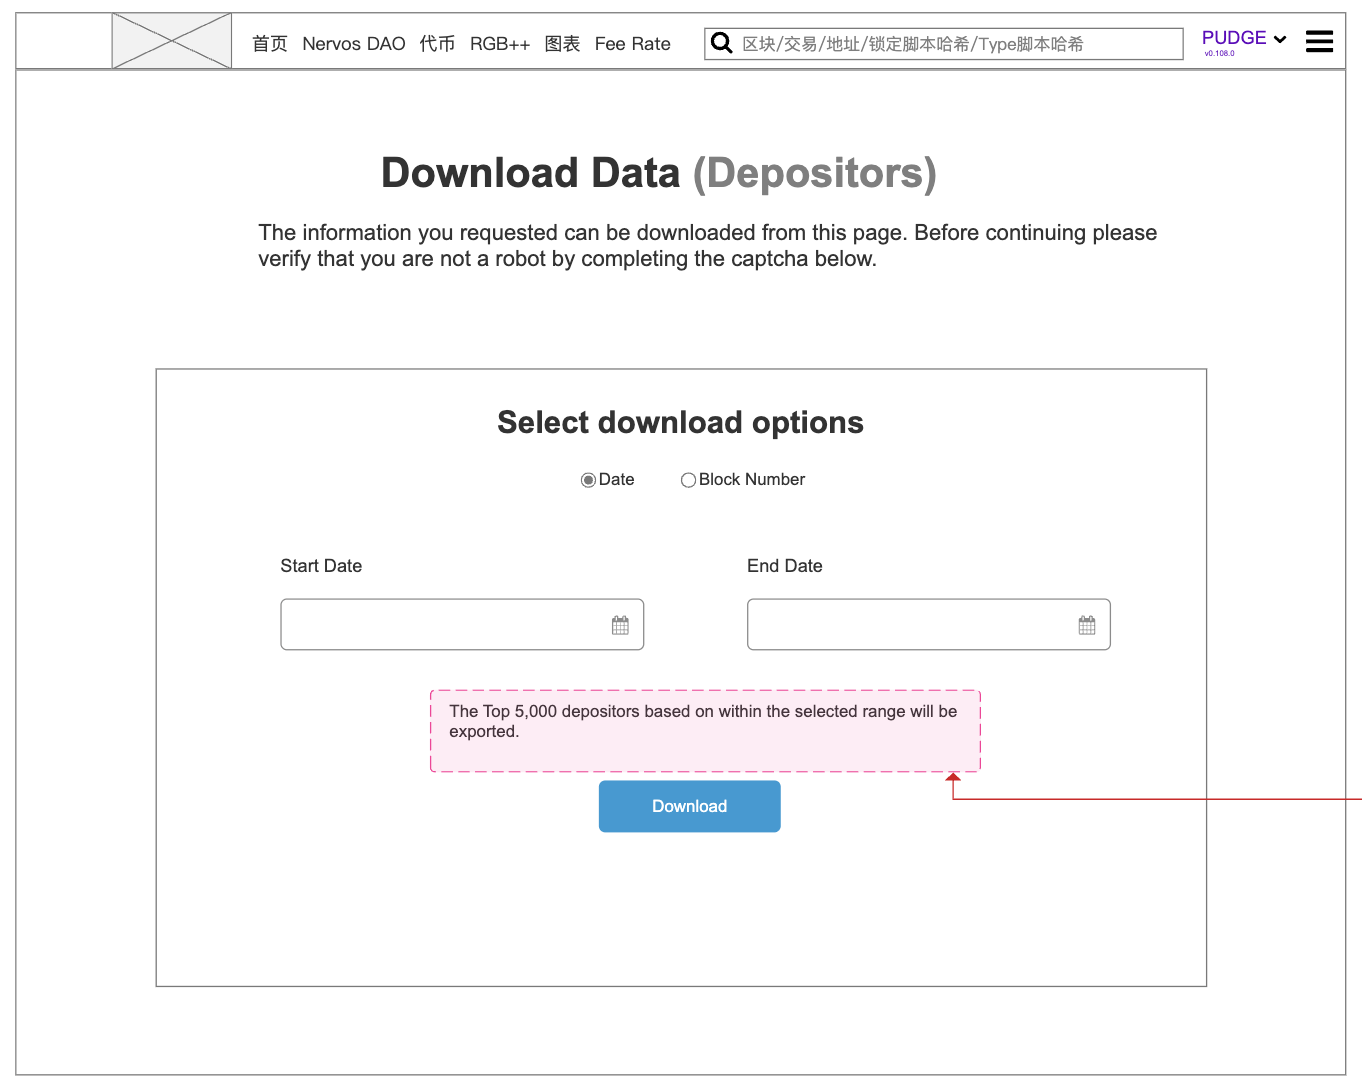 首页 Nervos DAO 代币 RGB++ 图表 Fee Rate 区块/交易/地址/锁定脚本哈希/Type脚本哈希 PUDGE
v0.108.0
Download Data (Depositors)
The information you requested can be downloaded from this page. Before continuing please
verify that you are not a robot by completing the captcha below.
Select download options
Date Block Number
Start Date End Date
The Top 5,000 depositors based on within the selected range will be
exported.
Download